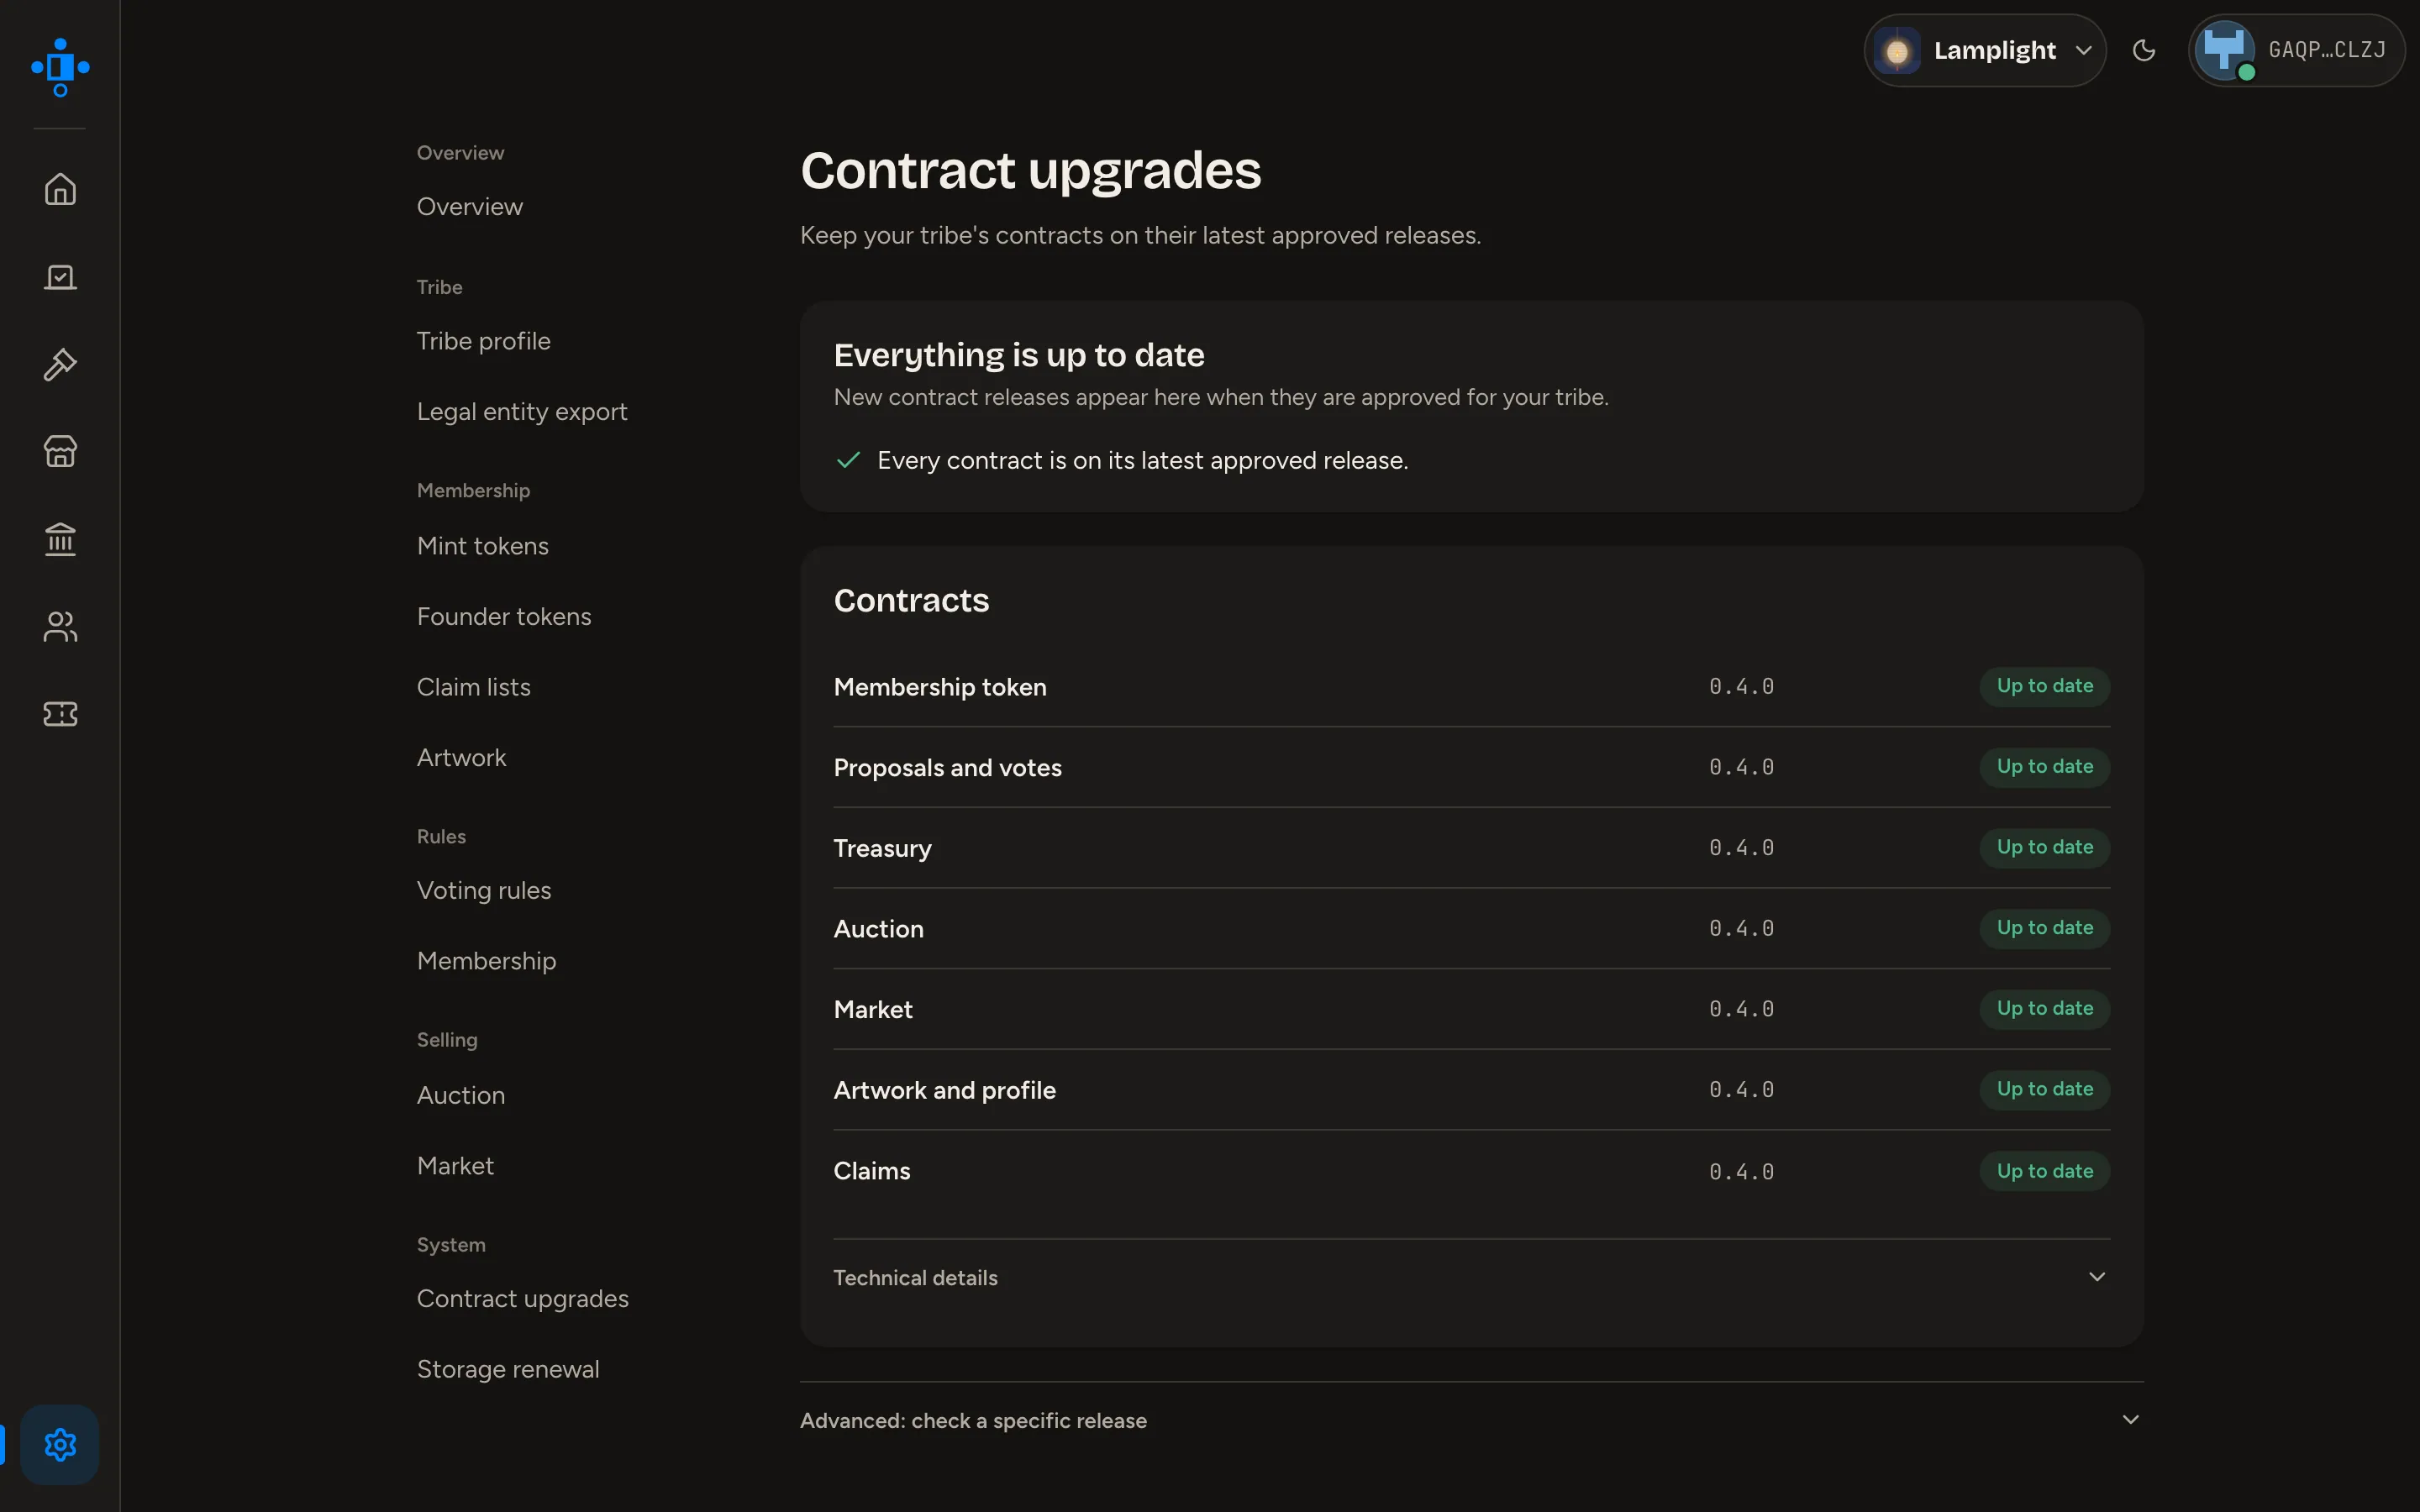 Lamplight
GAQP…CLZJ
Overview
Overview
Tribe
Tribe profile
Legal entity export
Membership
Mint tokens
Founder tokens
Claim lists
Artwork
Rules
Voting rules
Membership
Selling
Auction
Market
System
Contract upgrades
Storage renewal
Contract upgrades
Keep your tribe's contracts on their latest approved releases.
Everything is up to date
New contract releases appear here when they are approved for your tribe.
Every contract is on its latest approved release.
Contracts
Membership token 0.4.0 Up to date
Proposals and votes 0.4.0 Up to date
Treasury 0.4.0 Up to date
Auction 0.4.0 Up to date
Market 0.4.0 Up to date
Artwork and profile 0.4.0 Up to date
Claims 0.4.0 Up to date
Technical details
Advanced: check a specific release